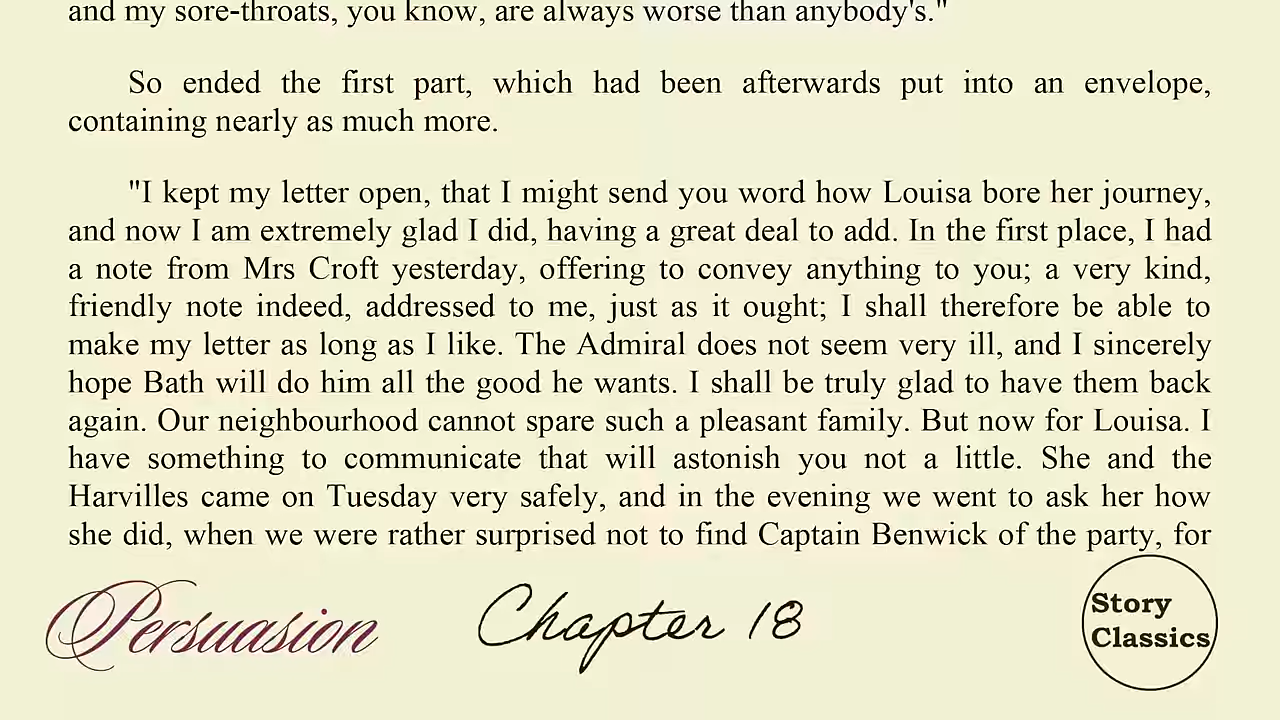 and my sore-throats, you know, are always worse than anybody's."
So ended the first part, which had been afterwards put into an envelope,
containing nearly as much more.
"I kept my letter open, that I might send you word how Louisa bore her journey,
and now I am extremely glad I did, having a great deal to add. In the first place, I had
a note from Mrs Croft yesterday, offering to convey anything to you; a very kind,
friendly note indeed, addressed to me, just as it ought; I shall therefore be able to
make my letter as long as I like. The Admiral does not seem very ill, and I sincerely
hope Bath will do him all the good he wants. I shall be truly glad to have them back
again. Our neighbourhood cannot spare such a pleasant family. But now for Louisa. I
have something to communicate that will astonish you not a little. She and the
Harvilles came on Tuesday very safely, and in the evening we went to ask her how
she did, when we were rather surprised not to find Captain Benwick of the party, for
Persuasion
Chapter 18
Story
Classics